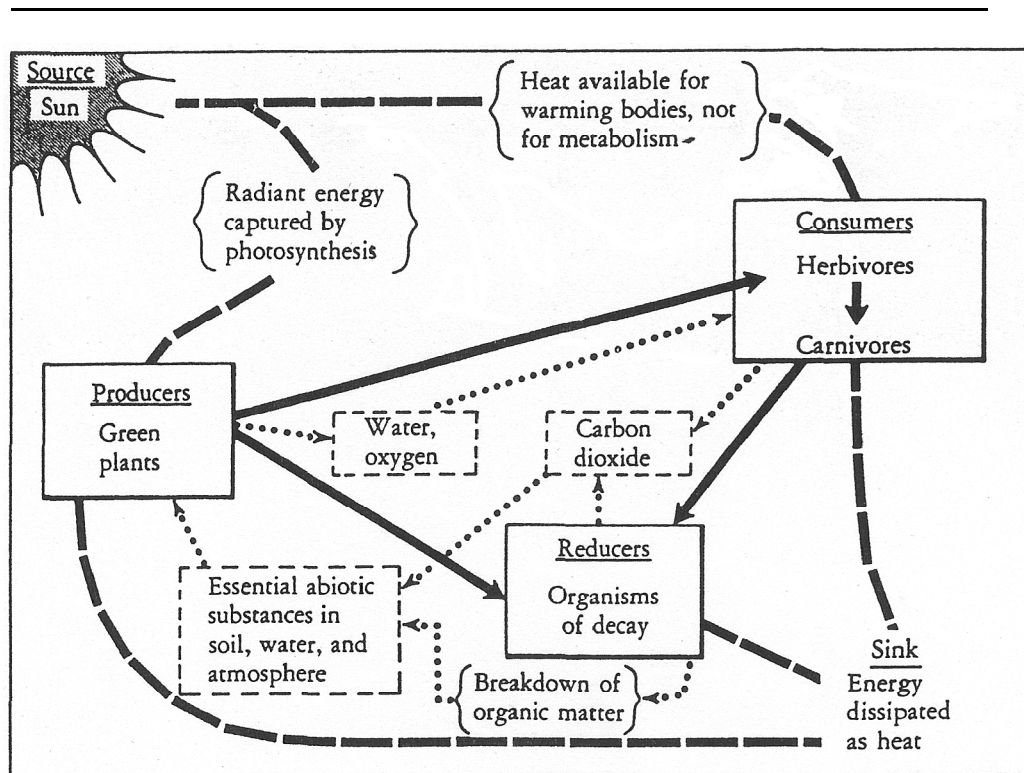 Source
Sun
Heat available for
warming bodies, not
for metabolism
Radiant energy
captured by
photosynthesis
Consumers
Herbivores
Carnivores
Producers
Green
plants
Water,
oxygen
Carbon
dioxide
Reducers
Organisms
of decay
Essential abiotic
substances in
soil, water, and
atmosphere
Breakdown of
organic matter
Sink
Energy
dissipated
as heat